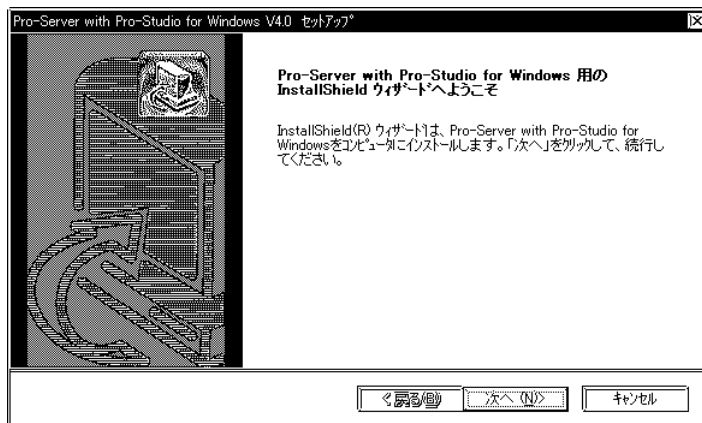 Pro-Server with Pro-Studio for Windows V4.0 ｾｯﾄｱｯﾌﾟ
Pro-Server with Pro-Studio for Windows 用の
InstallShield ｳｨｻﾞｰﾄﾞへようこそ
InstallShield(R) ｳｨｻﾞｰﾄﾞは、Pro-Server with Pro-Studio for
Windowsをｺﾝﾋﾟｭｰﾀにｲﾝｽﾄｰﾙします。「次へ」をｸﾘｯｸして、続行し
てください。
< 戻る(B)
次へ (N)>
ｷｬﾝｾﾙ